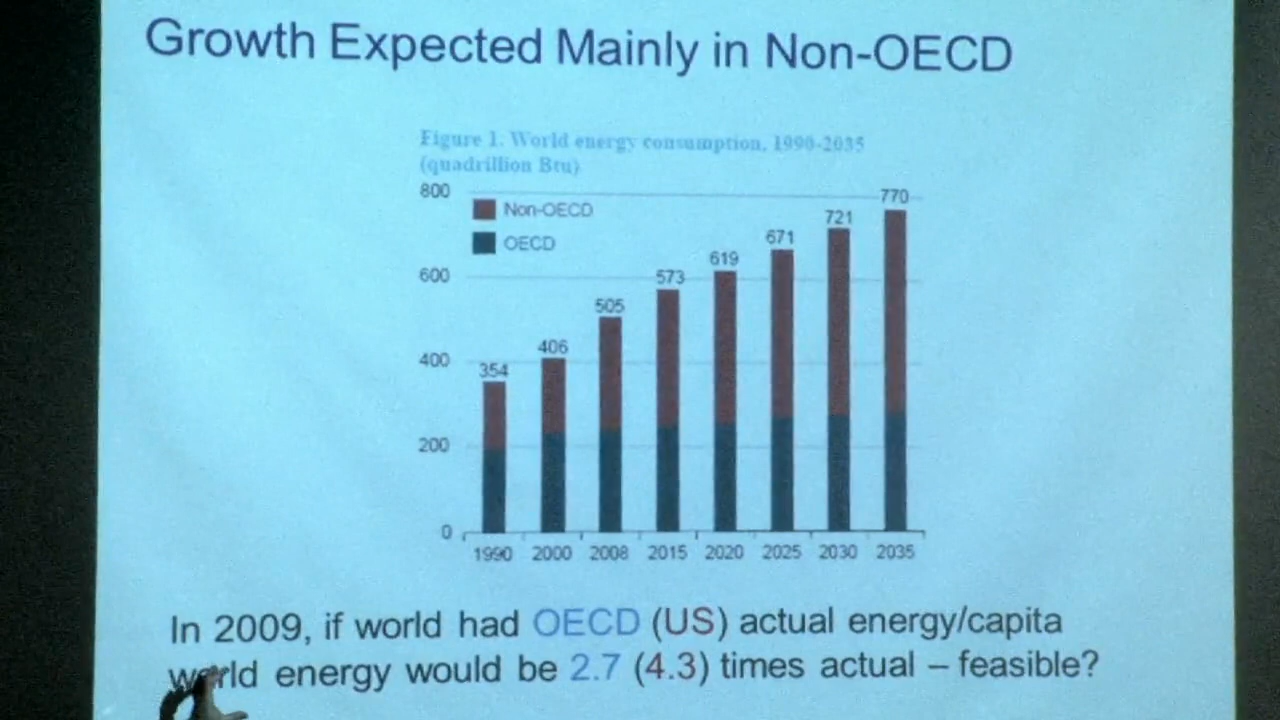 Growth Expected Mainly in Non-OECD
Figure 1. World energy consumption, 1990-2035
(quadrillion Btu)
800
600
400
200
0
Non-OECD
OECD
354
406
505
573
619
671
721
770
1990 2000 2008 2015 2020 2025 2030 2035
In 2009, if world had OECD (US) actual energy/capita
world energy would be 2.7 (4.3) times actual – feasible?